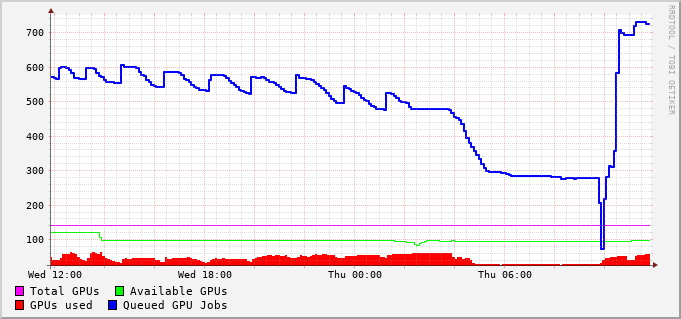 RRDTOOL / TOBI OETIKER
700
600
500
400
300
200
100
Wed 12:00 Wed 18:00 Thu 00:00 Thu 06:00
Total GPUs Available GPUs
GPUs used Queued GPU Jobs